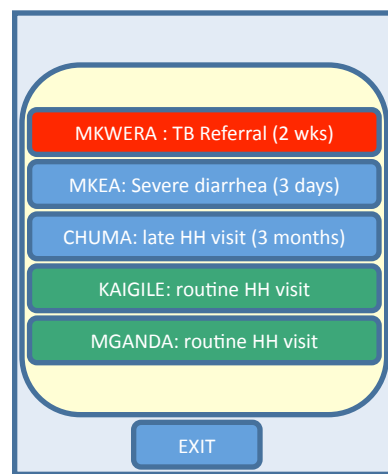 MKWERA : TB Referral (2 wks)
MKEA: Severe diarrhea (3 days)
CHUMA: late HH visit (3 months)
KAIGILE: routine HH visit
MGANDA: routine HH visit
EXIT